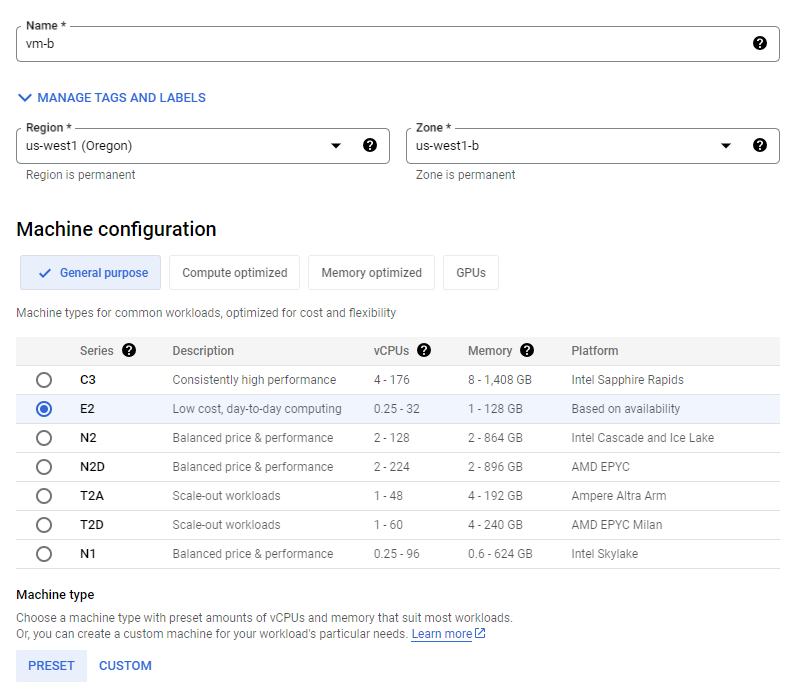 Name *
vm-b
MANAGE TAGS AND LABELS
Region * Zone *
us-west1 (Oregon) us-west1-b
Region is permanent Zone is permanent
Machine configuration
General purpose Compute optimized Memory optimized GPUs
Machine types for common workloads, optimized for cost and flexibility
Series Description vCPUs Memory Platform
C3 Consistently high performance 4 - 176 8 - 1,408 GB Intel Sapphire Rapids
E2 Low cost, day-to-day computing 0.25 - 32 1 - 128 GB Based on availability
N2 Balanced price & performance 2 - 128 2 - 864 GB Intel Cascade and Ice Lake
N2D Balanced price & performance 2 - 224 2 - 896 GB AMD EPYC
T2A Scale-out workloads 1 - 48 4 - 192 GB Ampere Altra Arm
T2D Scale-out workloads 1 - 60 4 - 240 GB AMD EPYC Milan
N1 Balanced price & performance 0.25 - 96 0.6 - 624 GB Intel Skylake
Machine type
Choose a machine type with preset amounts of vCPUs and memory that suit most workloads.
Or, you can create a custom machine for your workload's particular needs. Learn more
PRESET CUSTOM